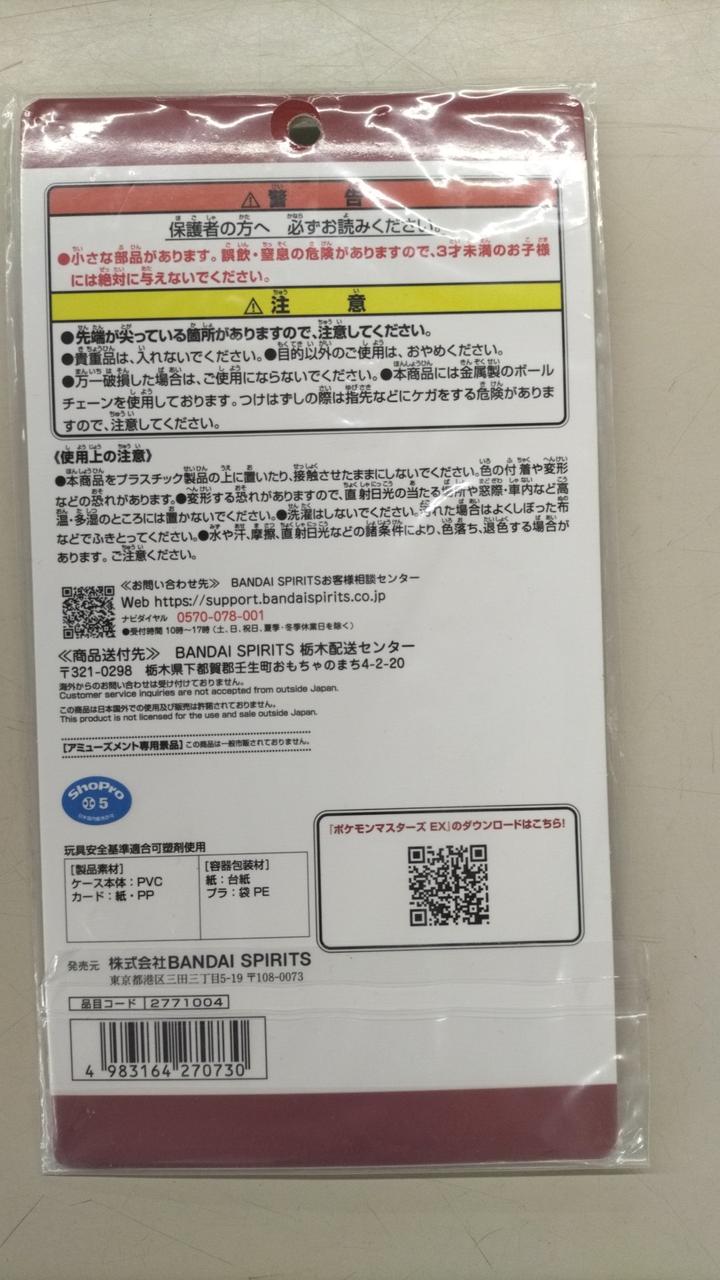 ⚠警告
保護者の方へ 必ずお読みください。
●小さな部品があります。誤飲・窒息の危険がありますので、3才未満のお子様
には絶対に与えないでください。
⚠注意
●先端が尖っている箇所がありますので、注意してください。
●貴重品は、入れないでください。●目的以外のご使用は、おやめください。
●万一破損した場合は、ご使用にならないでください。●本商品には金属製のボール
チェーンを使用しております。つけはずしの際は指先などにケガをする危険がありま
すので、注意してください。
《使用上の注意》
●本商品をプラスチック製品の上に置いたり、接触させたままにしないでください。色の付着や変形
などの恐れがあります。●変形する恐れがありますので、直射日光の当たる場所や窓際・車内など高
温・多湿のところには置かないでください。●洗濯はしないでください。汚れた場合はよくしぼった布
などでふきとってください。●水や汗、摩擦、直射日光などの諸条件により、色落ち、退色する場合が
あります。ご注意ください。
≪お問い合わせ先≫ BANDAI SPIRITSお客様相談センター
Web https://support.bandaispirits.co.jp
ナビダイヤル 0570-078-001
●受付時間 10時~17時(土、日、祝日、夏季・冬季休業日を除く)
≪商品送付先≫ BANDAI SPIRITS 栃木配送センター
〒321-0298 栃木県下都賀郡壬生町おもちゃのまち4-2-20
海外からのお問い合わせは受け付けておりません。
Customer service inquiries are not accepted from outside Japan.
この商品は日本国外での使用及び販売は許諾されておりません。
This product is not licensed for the use and sale outside Japan.
[アミューズメント専用景品]この商品は一般市販されておりません。
ShoPro
5
日本国内販売許可
『ポケモンマスターズ EX』のダウンロードはこちら!
玩具安全基準適合可塑剤使用
[製品素材]
ケース本体:PVC
カード:紙・PP
[容器包装材]
紙:台紙
プラ:袋 PE
発売元 株式会社BANDAI SPIRITS
東京都港区三田三丁目5-19 〒108-0073
品目コード 2771004
4 983164 270730